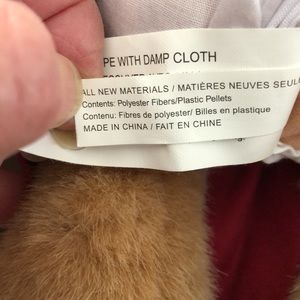 PE WITH DAMP CLOTH
ALL NEW MATERIALS / MATIÈRES NEUVES SEUL
Contents: Polyester Fibers/Plastic Pellets
Contenu: Fibres de polyester/ Billes en plastique
MADE IN CHINA / FAIT EN CHINE